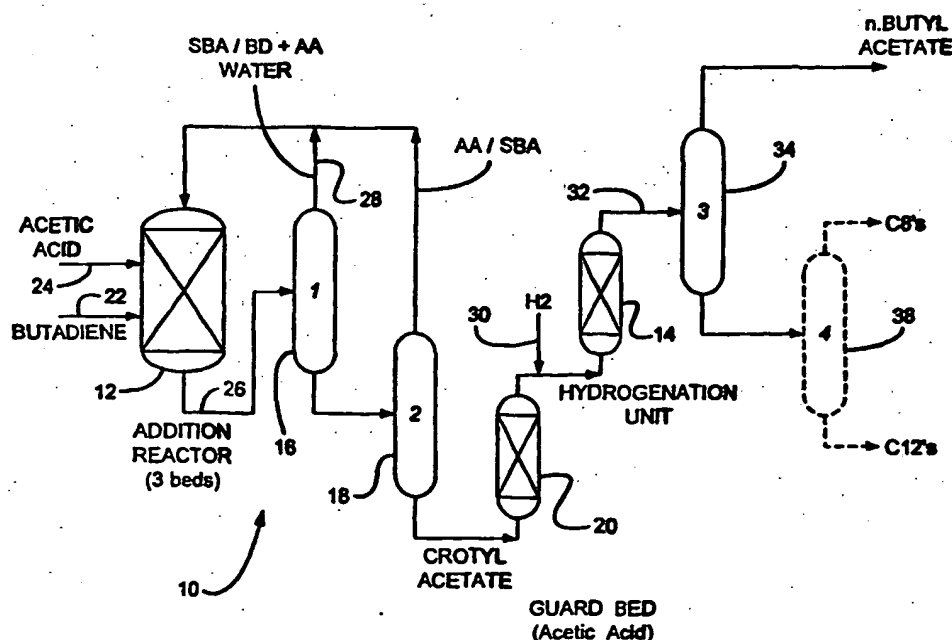 n.BUTYL
ACETATE
SBA / BD + AA
WATER
AA / SBA
34
32
28
3
ACETIC
ACID
24
22
BUTADIENE
1
H2
30
14
C8's
4
38
12
26
16
HYDROGENATION
UNIT
ADDITION
REACTOR
(3 beds)
2
18
20
C12's
CROTYL
ACETATE
10
GUARD BED
(Acetic Acid)